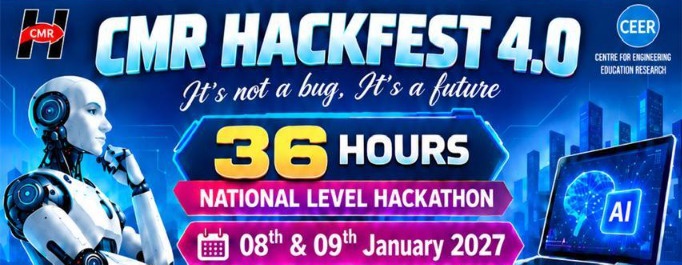 CMR
H
CMR HACKFEST 4.0
CEER
CENTRE FOR ENGINEERING
EDUCATION RESEARCH
It's not a bug, It's a future
36 HOURS
NATIONAL LEVEL HACKATHON
08th & 09th January 2027
AI